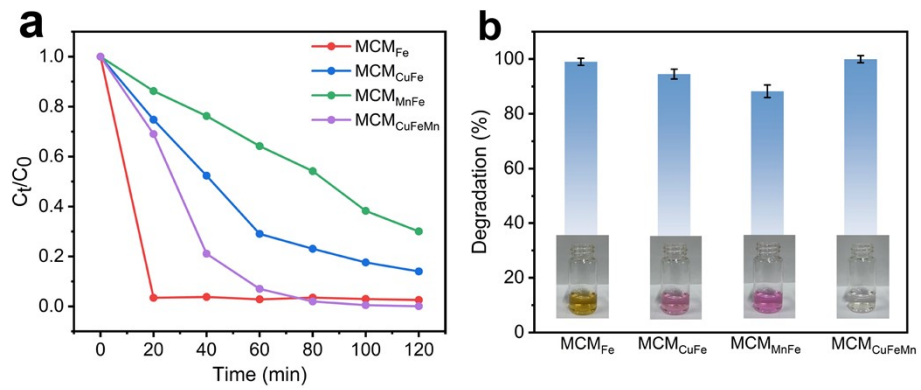 a
1.0
0.8
0.6
0.4
0.2
0.0
Ct/C0
0 20 40 60 80 100 120
Time (min)
MCMFe
MCMCuFe
MCMMnFe
MCMCuFeMn
b
100
80
60
40
20
0
Degradation (%)
MCMFe MCMCuFe MCMMnFe MCMCuFeMn